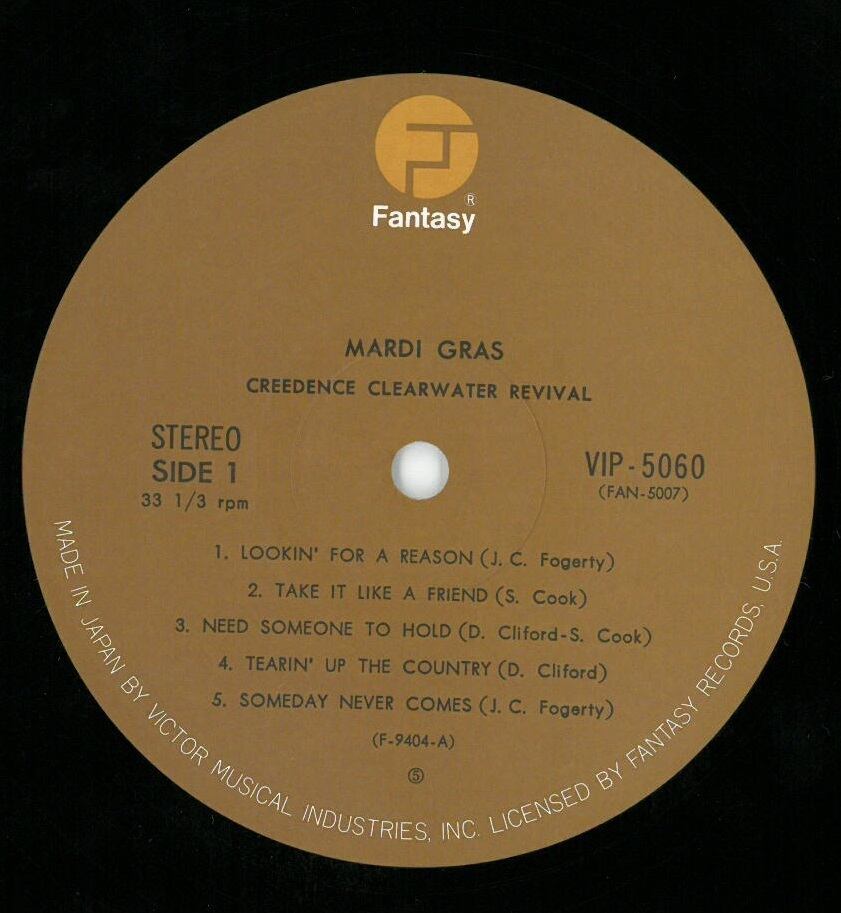 ®
Fantasy
MARDI GRAS
CREEDENCE CLEARWATER REVIVAL
STEREO
SIDE 1
33 1/3 rpm
VIP-5060
(FAN-5007)
1. LOOKIN' FOR A REASON (J. C. Fogerty)
2. TAKE IT LIKE A FRIEND (S. Cook)
3. NEED SOMEONE TO HOLD (D. Cliford-S. Cook)
4. TEARIN' UP THE COUNTRY (D. Cliford)
5. SOMEDAY NEVER COMES (J. C. Fogerty)
(F-9404-A)
⑤
MADE IN JAPAN BY VICTOR MUSICAL INDUSTRIES, INC. LICENSED BY FANTASY RECORDS, U.S.A.